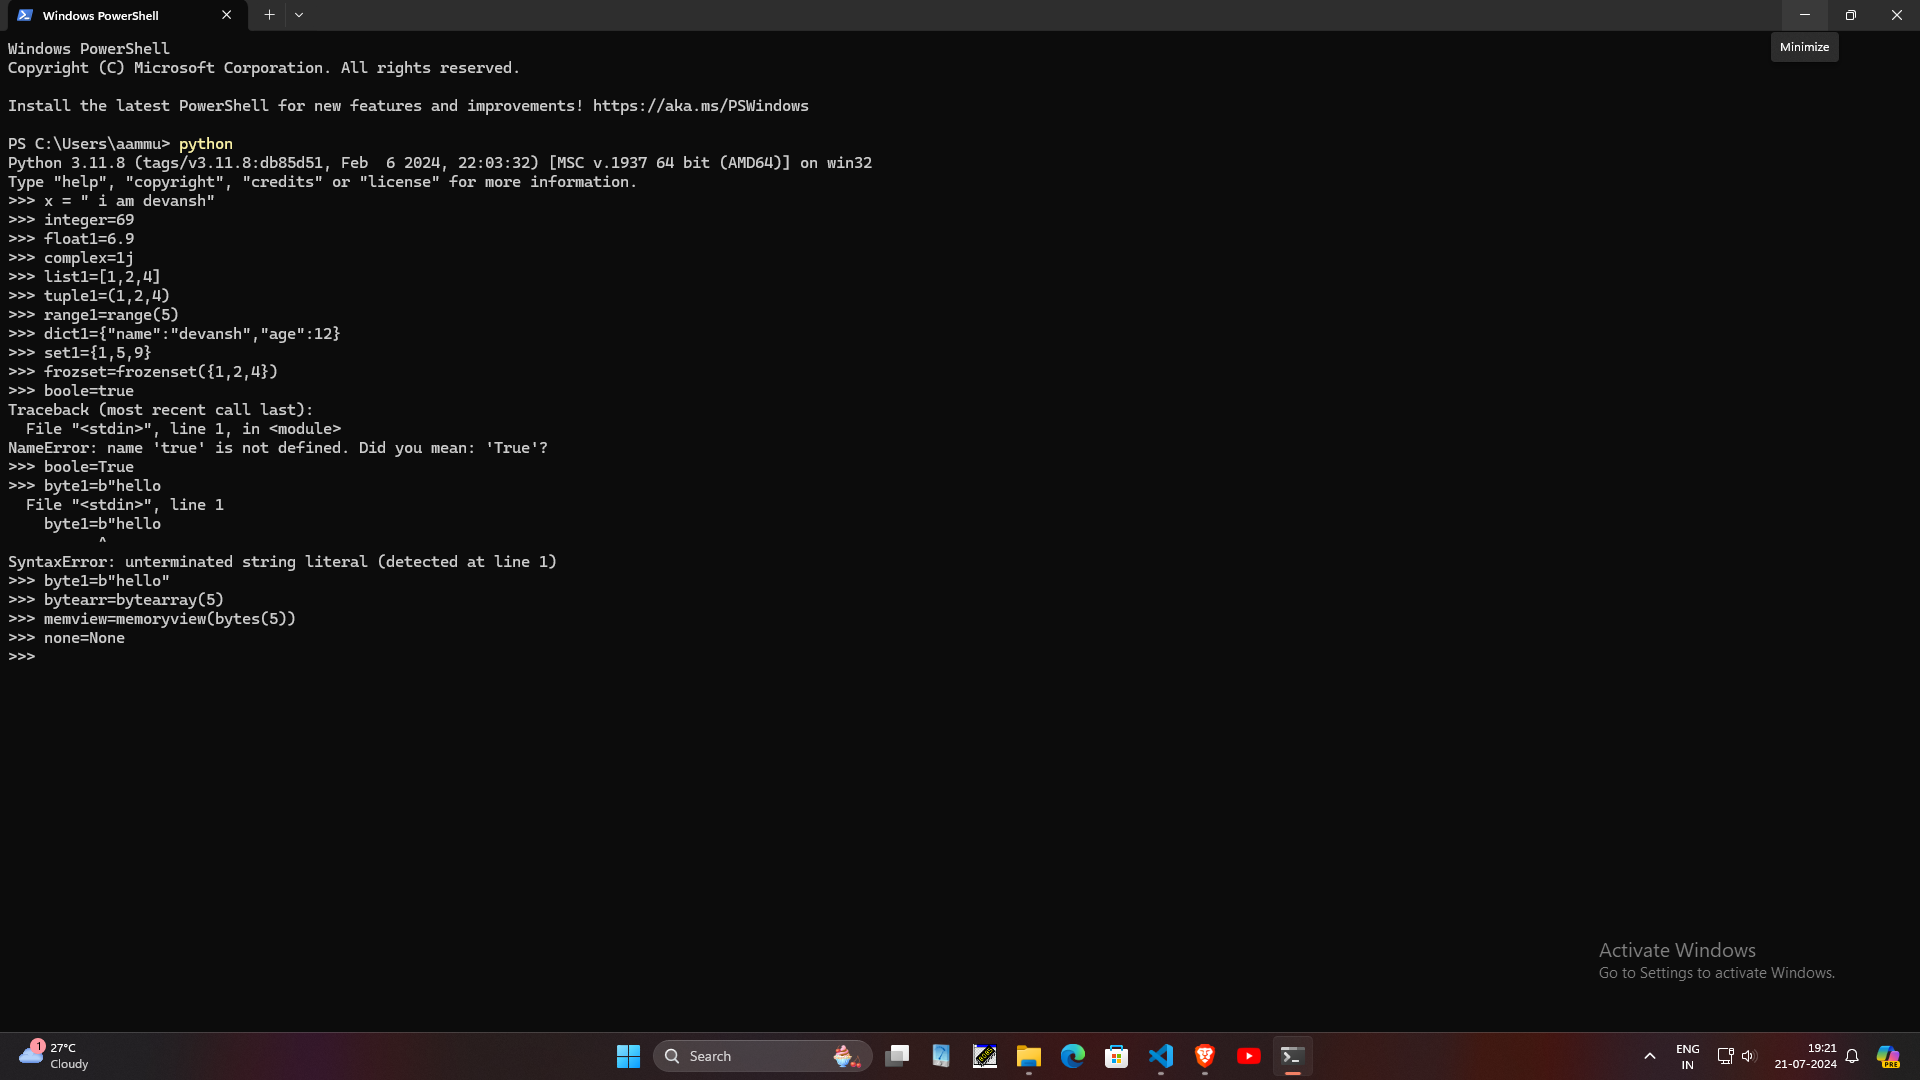 Windows PowerShell
Minimize
Windows PowerShell
Copyright (C) Microsoft Corporation. All rights reserved.
Install the latest PowerShell for new features and improvements! https://aka.ms/PSWindows
PS C:\Users\aammu> python
Python 3.11.8 (tags/v3.11.8:db85d51, Feb  6 2024, 22:03:32) [MSC v.1937 64 bit (AMD64)] on win32
Type "help", "copyright", "credits" or "license" for more information.
>>> x = " i am devansh"
>>> integer=69
>>> float1=6.9
>>> complex=1j
>>> list1=[1,2,4]
>>> tuple1=(1,2,4)
>>> range1=range(5)
>>> dict1={"name":"devansh","age":12}
>>> set1={1,5,9}
>>> frozset=frozenset({1,2,4})
>>> boole=true
Traceback (most recent call last):
  File "<stdin>", line 1, in <module>
NameError: name 'true' is not defined. Did you mean: 'True'?
>>> boole=True
>>> byte1=b"hello
  File "<stdin>", line 1
    byte1=b"hello
          ^
SyntaxError: unterminated string literal (detected at line 1)
>>> byte1=b"hello"
>>> bytearr=bytearray(5)
>>> memview=memoryview(bytes(5))
>>> none=None
>>>
Activate Windows
Go to Settings to activate Windows.
1
27°C
Cloudy
Search
ENG
IN
19:21
21-07-2024
PRE